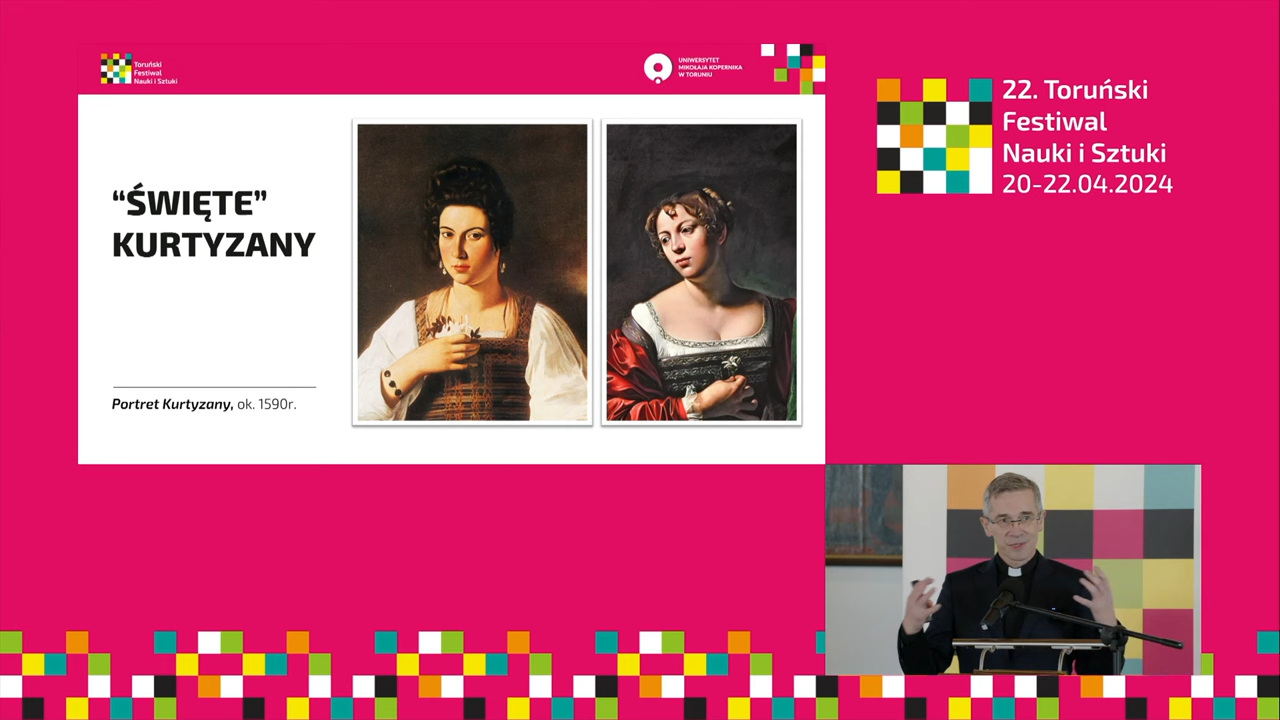 Toruński
Festiwal
Nauki i Sztuki
UNIWERSYTET
MIKOŁAJA KOPERNIKA
W TORUNIU
“ŚWIĘTE”
KURTYZANY
Portret Kurtyzany, ok. 1590r.
22. Toruński
Festiwal
Nauki i Sztuki
20-22.04.2024